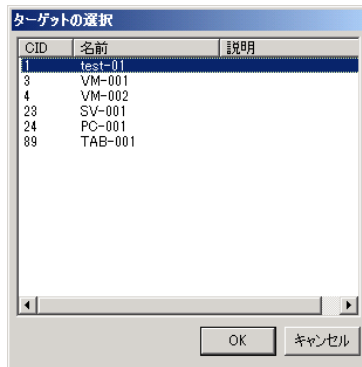 ターゲットの選択
CID 名前 説明
1 test-01
3 VM-001
4 VM-002
23 SV-001
24 PC-001
89 TAB-001
OK キャンセル